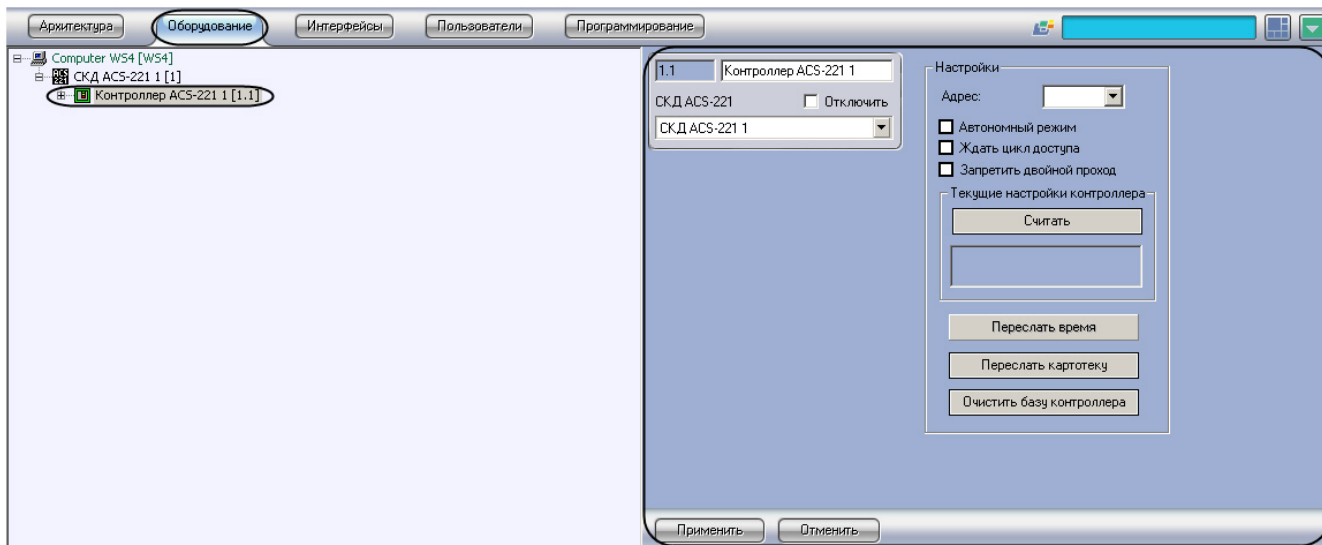 Архитектура Оборудование Интерфейсы Пользователи Программирование
Computer WS4 [WS4]
СКД ACS-221 1 [1]
Контроллер ACS-221 1 [1.1]
1.1 Контроллер ACS-221 1
СКД ACS-221 Отключить
СКД ACS-221 1
Настройки
Адрес:
Автономный режим
Ждать цикл доступа
Запретить двойной проход
Текущие настройки контроллера
Считать
Переслать время
Переслать картотеку
Очистить базу контроллера
Применить Отменить